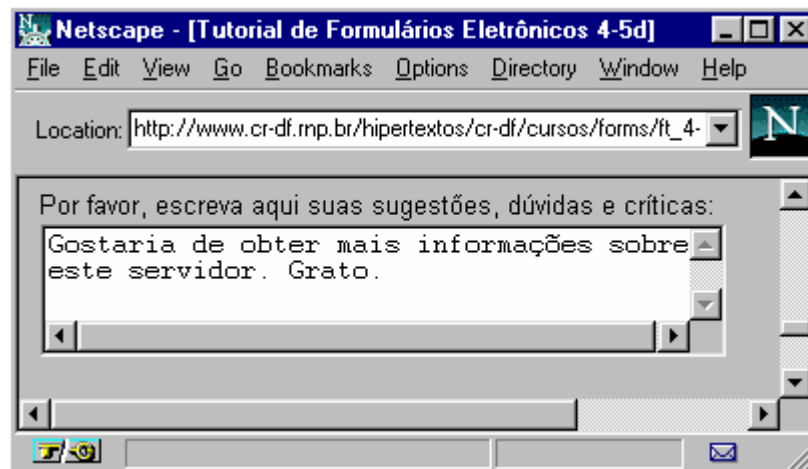 Netscape - [Tutorial de Formulários Eletrônicos 4-5d]
File Edit View Go Bookmarks Options Directory Window Help
Location: http://www.cr-df.rnp.br/hipertextos/cr-df/cursos/forms/ft_4-
N
Por favor, escreva aqui suas sugestões, dúvidas e críticas:
Gostaria de obter mais informações sobre
este servidor. Grato.